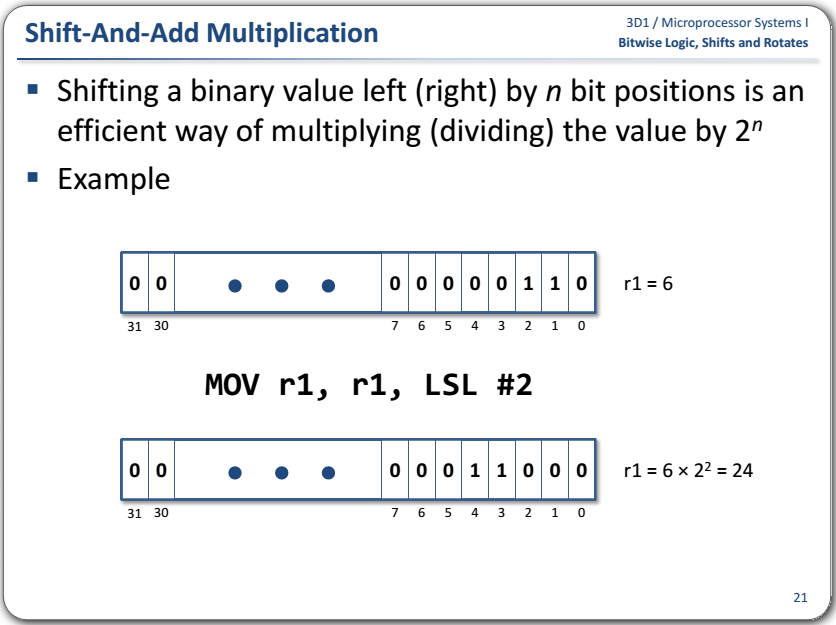 Shift-And-Add Multiplication
3D1 / Microprocessor Systems I
Bitwise Logic, Shifts and Rotates
▪ Shifting a binary value left (right) by n bit positions is an
efficient way of multiplying (dividing) the value by 2ⁿ
▪ Example
0 0 • • • 0 0 0 0 0 1 1 0 r1 = 6
31 30 7 6 5 4 3 2 1 0
MOV r1, r1, LSL #2
0 0 • • • 0 0 0 1 1 0 0 0 r1 = 6 × 2² = 24
31 30 7 6 5 4 3 2 1 0
21